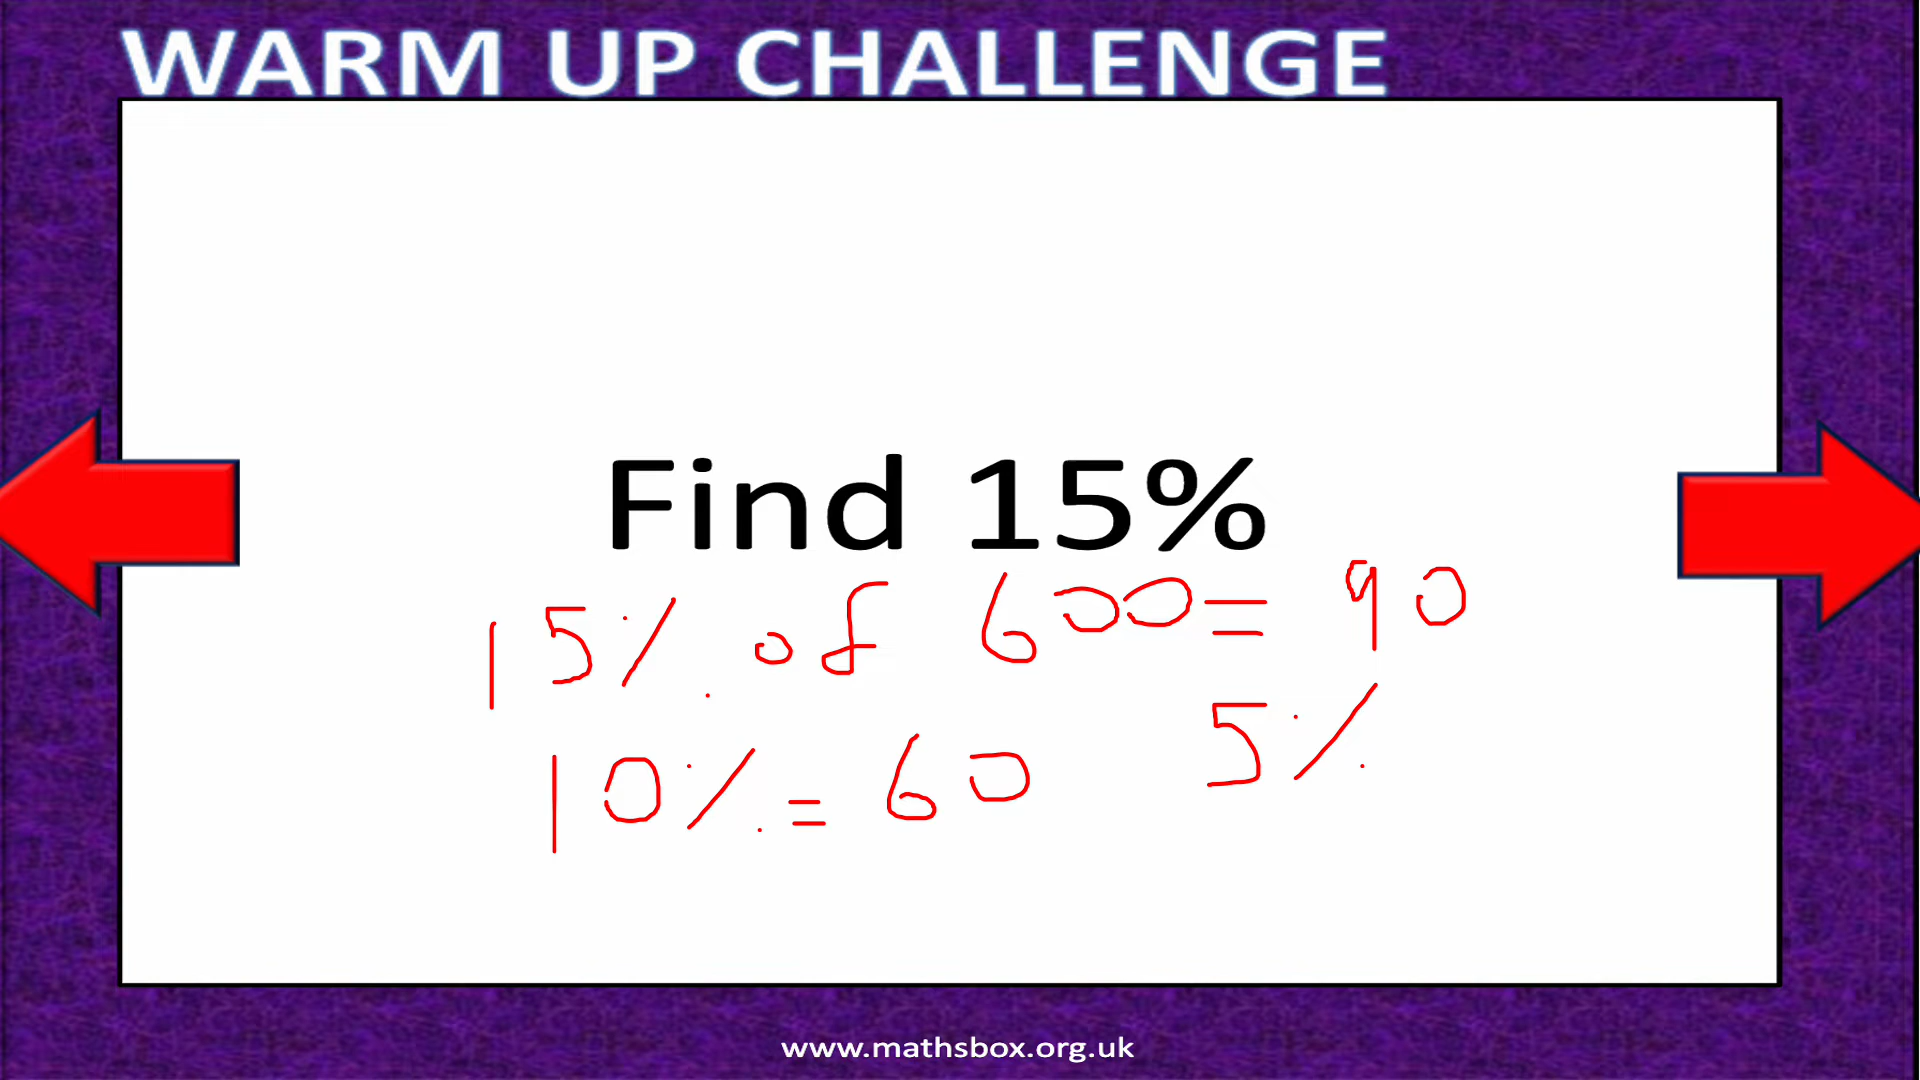 WARM UP CHALLENGE
Find 15%
15% of 600 = 90
10% = 60 5%
www.mathsbox.org.uk